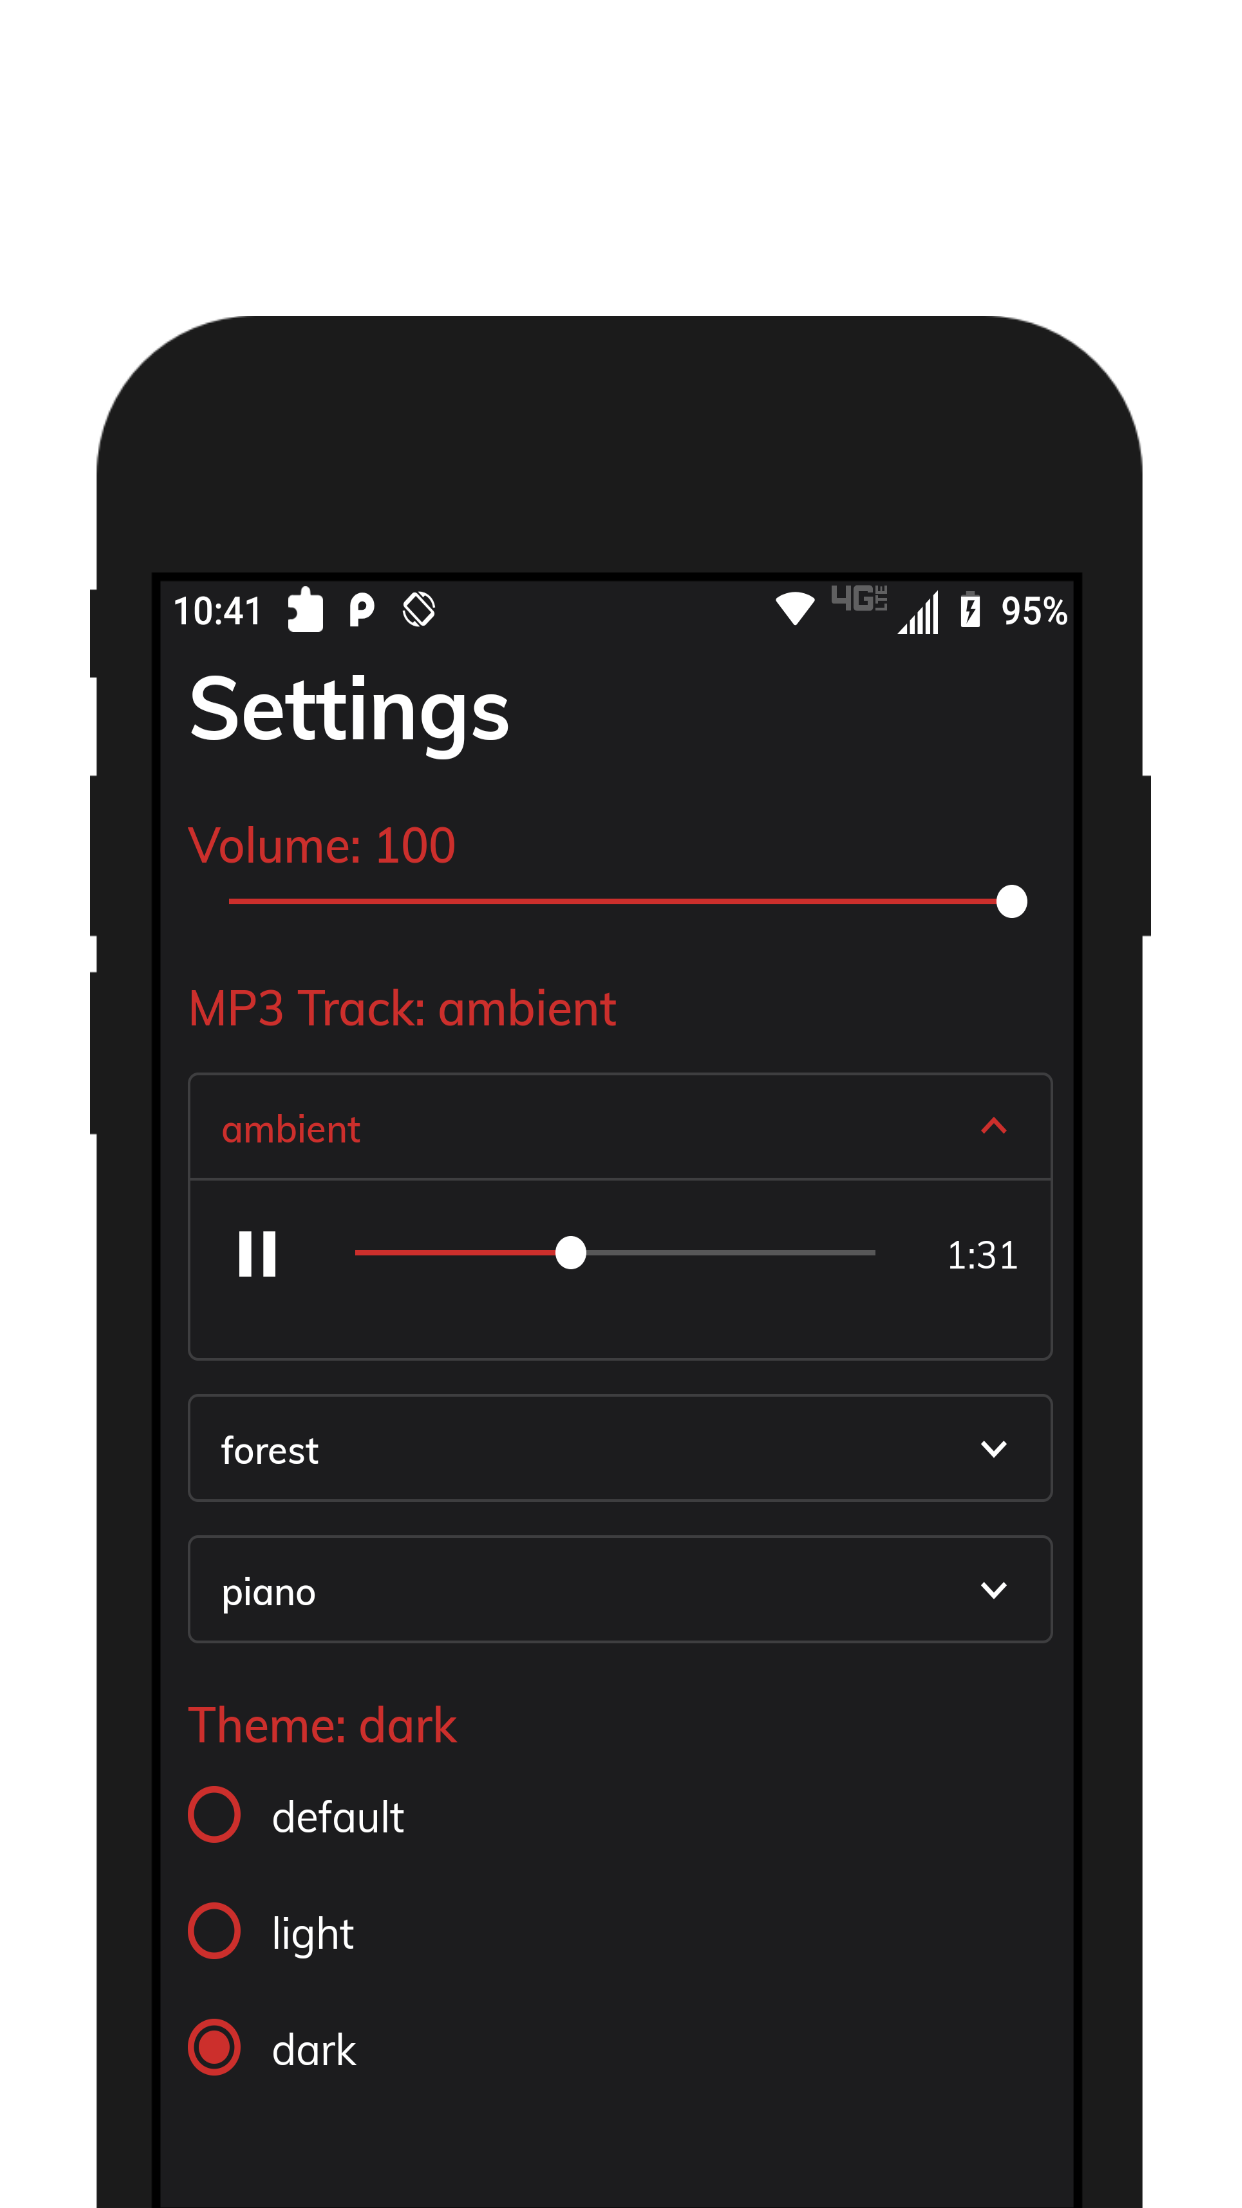 10:41 4G LTE 95%
Settings
Volume: 100
MP3 Track: ambient
ambient
1:31
forest
piano
Theme: dark
default
light
dark